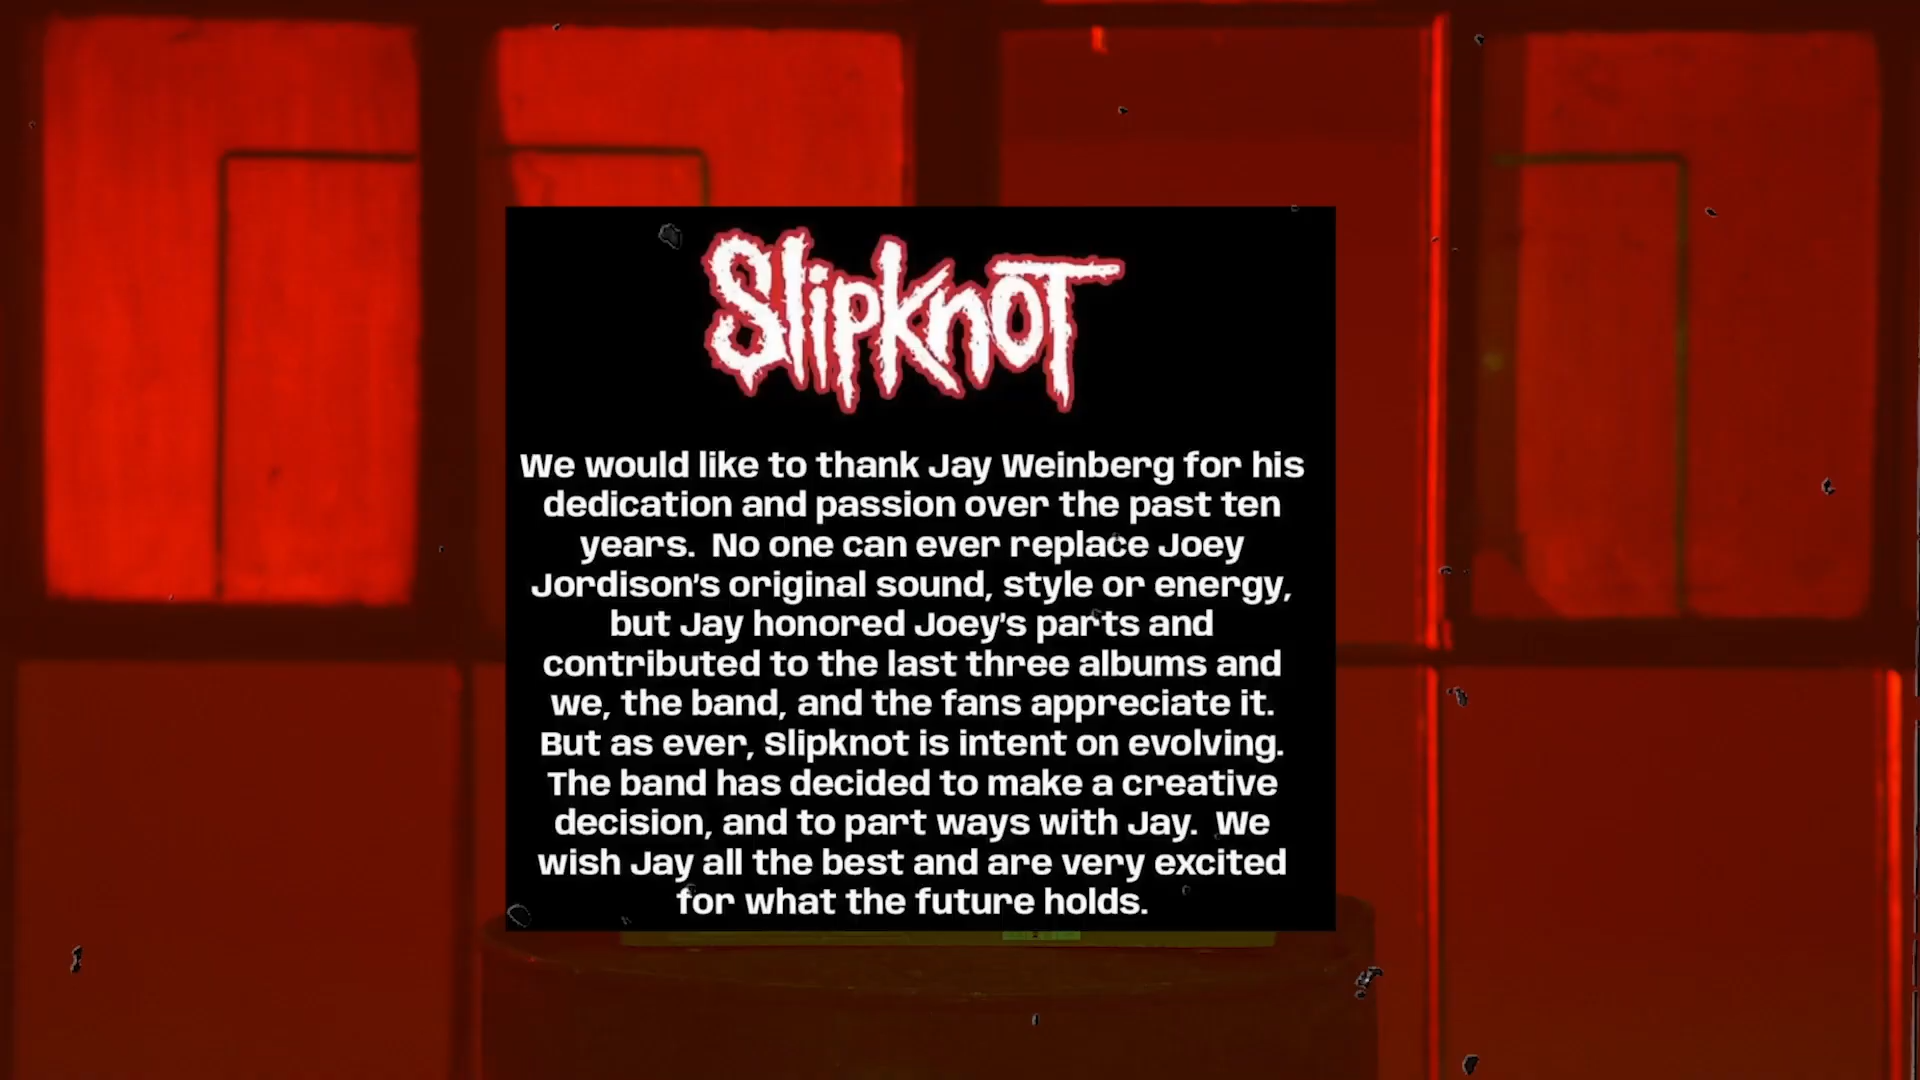 Slipknot
We would like to thank Jay Weinberg for his
dedication and passion over the past ten
years. No one can ever replace Joey
Jordison's original sound, style or energy,
but Jay honored Joey's parts and
contributed to the last three albums and
we, the band, and the fans appreciate it.
But as ever, Slipknot is intent on evolving.
The band has decided to make a creative
decision, and to part ways with Jay. We
wish Jay all the best and are very excited
for what the future holds.